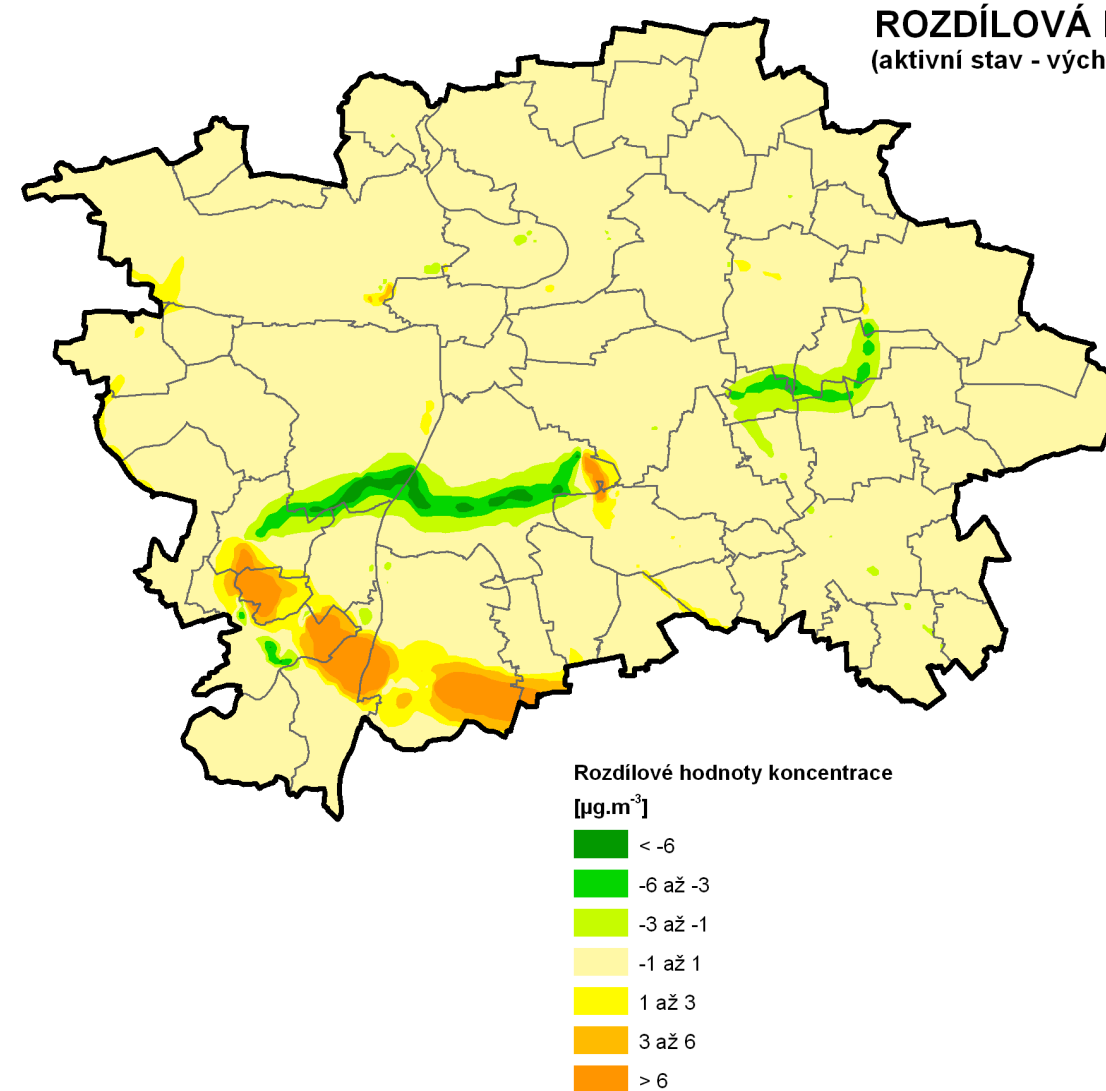 ROZDÍLOVÁ
(aktivní stav - vých
Rozdílové hodnoty koncentrace
[µg.m⁻³]
< -6
-6 až -3
-3 až -1
-1 až 1
1 až 3
3 až 6
> 6